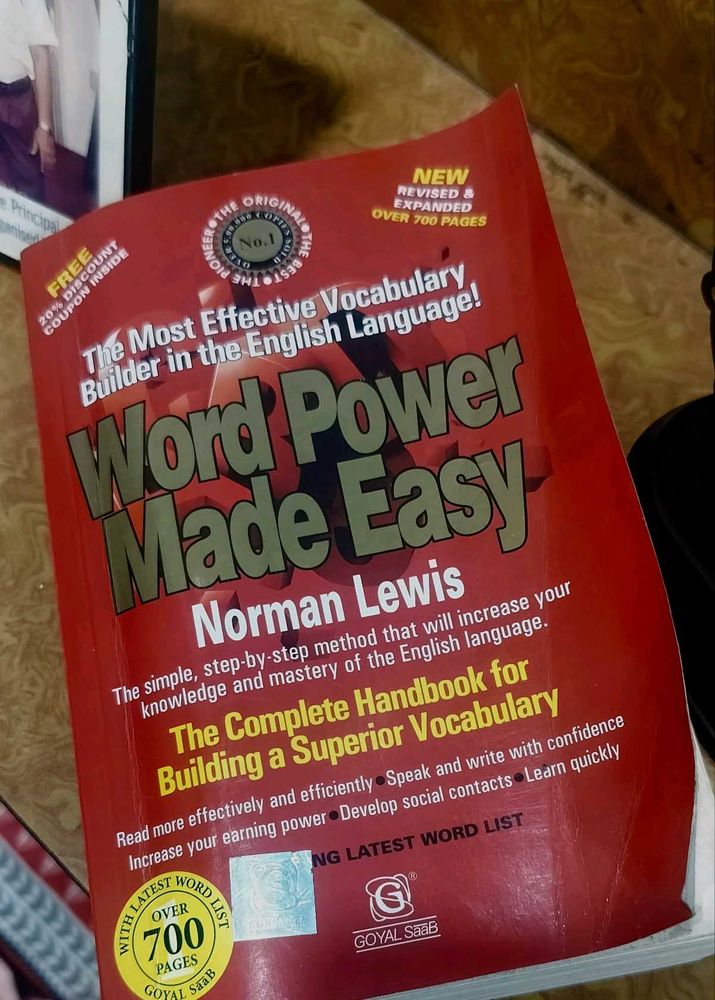 e Principal
ganised
FREE
20% DISCOUNT
COUPON INSIDE
THE ORIGINAL • THE BEST • THE PIONEER •
No.1
NEW
REVISED &
EXPANDED
OVER 700 PAGES
The Most Effective Vocabulary
Builder in the English Language!
Word Power
Made Easy
Norman Lewis
The simple, step-by-step method that will increase your
knowledge and mastery of the English language.
The Complete Handbook for
Building a Superior Vocabulary
Read more effectively and efficiently • Speak and write with confidence
Increase your earning power • Develop social contacts • Learn quickly
NG LATEST WORD LIST
WITH LATEST WORD LIST
OVER
700
PAGES
GOYAL SaaB
G®
GOYAL SaaB